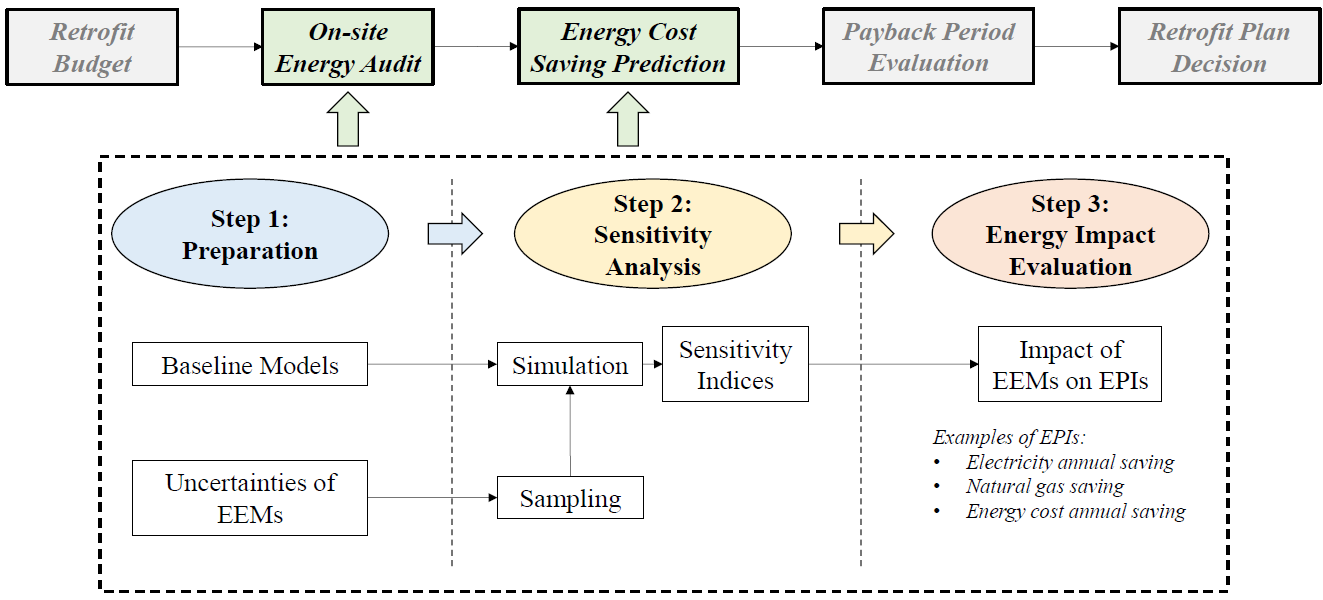 Retrofit
Budget
On-site
Energy Audit
Energy Cost
Saving Prediction
Payback Period
Evaluation
Retrofit Plan
Decision
Step 1:
Preparation
Step 2:
Sensitivity
Analysis
Step 3:
Energy Impact
Evaluation
Baseline Models
Simulation
Sensitivity
Indices
Impact of
EEMs on EPIs
Uncertainties of
EEMs
Sampling
Examples of EPIs:
• Electricity annual saving
• Natural gas saving
• Energy cost annual saving